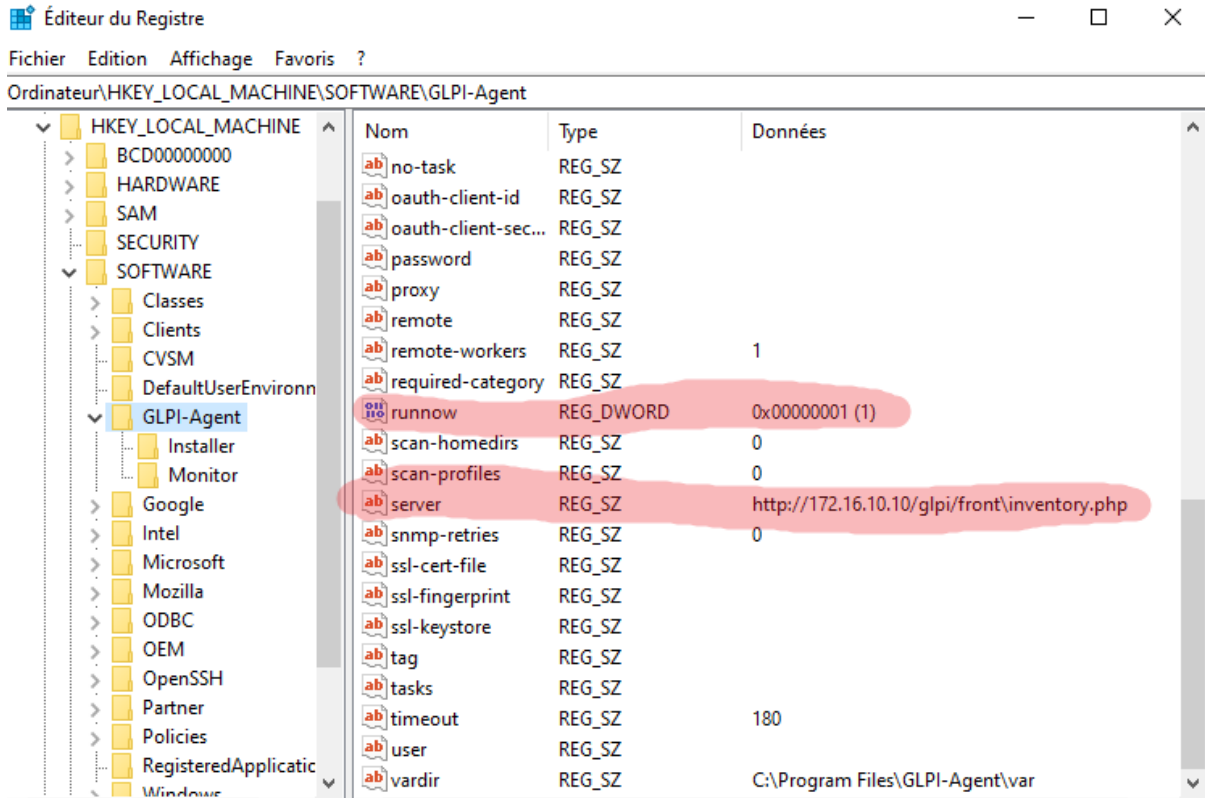 Éditeur du Registre
Fichier Edition Affichage Favoris ?
Ordinateur\HKEY_LOCAL_MACHINE\SOFTWARE\GLPI-Agent
HKEY_LOCAL_MACHINE
BCD00000000
HARDWARE
SAM
SECURITY
SOFTWARE
Classes
Clients
CVSM
DefaultUserEnvironn
GLPI-Agent
Installer
Monitor
Google
Intel
Microsoft
Mozilla
ODBC
OEM
OpenSSH
Partner
Policies
RegisteredApplicatic
Windows
Nom Type Données
no-task REG_SZ
oauth-client-id REG_SZ
oauth-client-sec... REG_SZ
password REG_SZ
proxy REG_SZ
remote REG_SZ
remote-workers REG_SZ 1
required-category REG_SZ
runnow REG_DWORD 0x00000001 (1)
scan-homedirs REG_SZ 0
scan-profiles REG_SZ 0
server REG_SZ http://172.16.10.10/glpi/front\inventory.php
snmp-retries REG_SZ 0
ssl-cert-file REG_SZ
ssl-fingerprint REG_SZ
ssl-keystore REG_SZ
tag REG_SZ
tasks REG_SZ
timeout REG_SZ 180
user REG_SZ
vardir REG_SZ C:\Program Files\GLPI-Agent\var